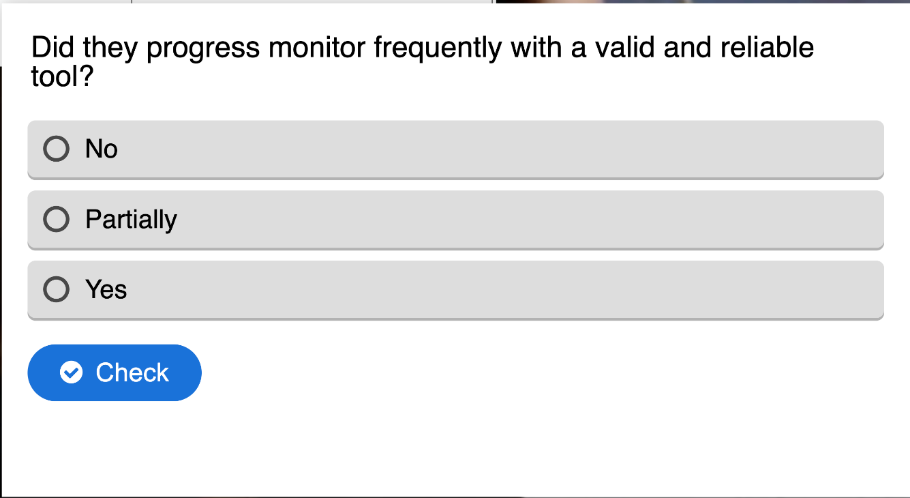 Did they progress monitor frequently with a valid and reliable
tool?
No
Partially
Yes
Check